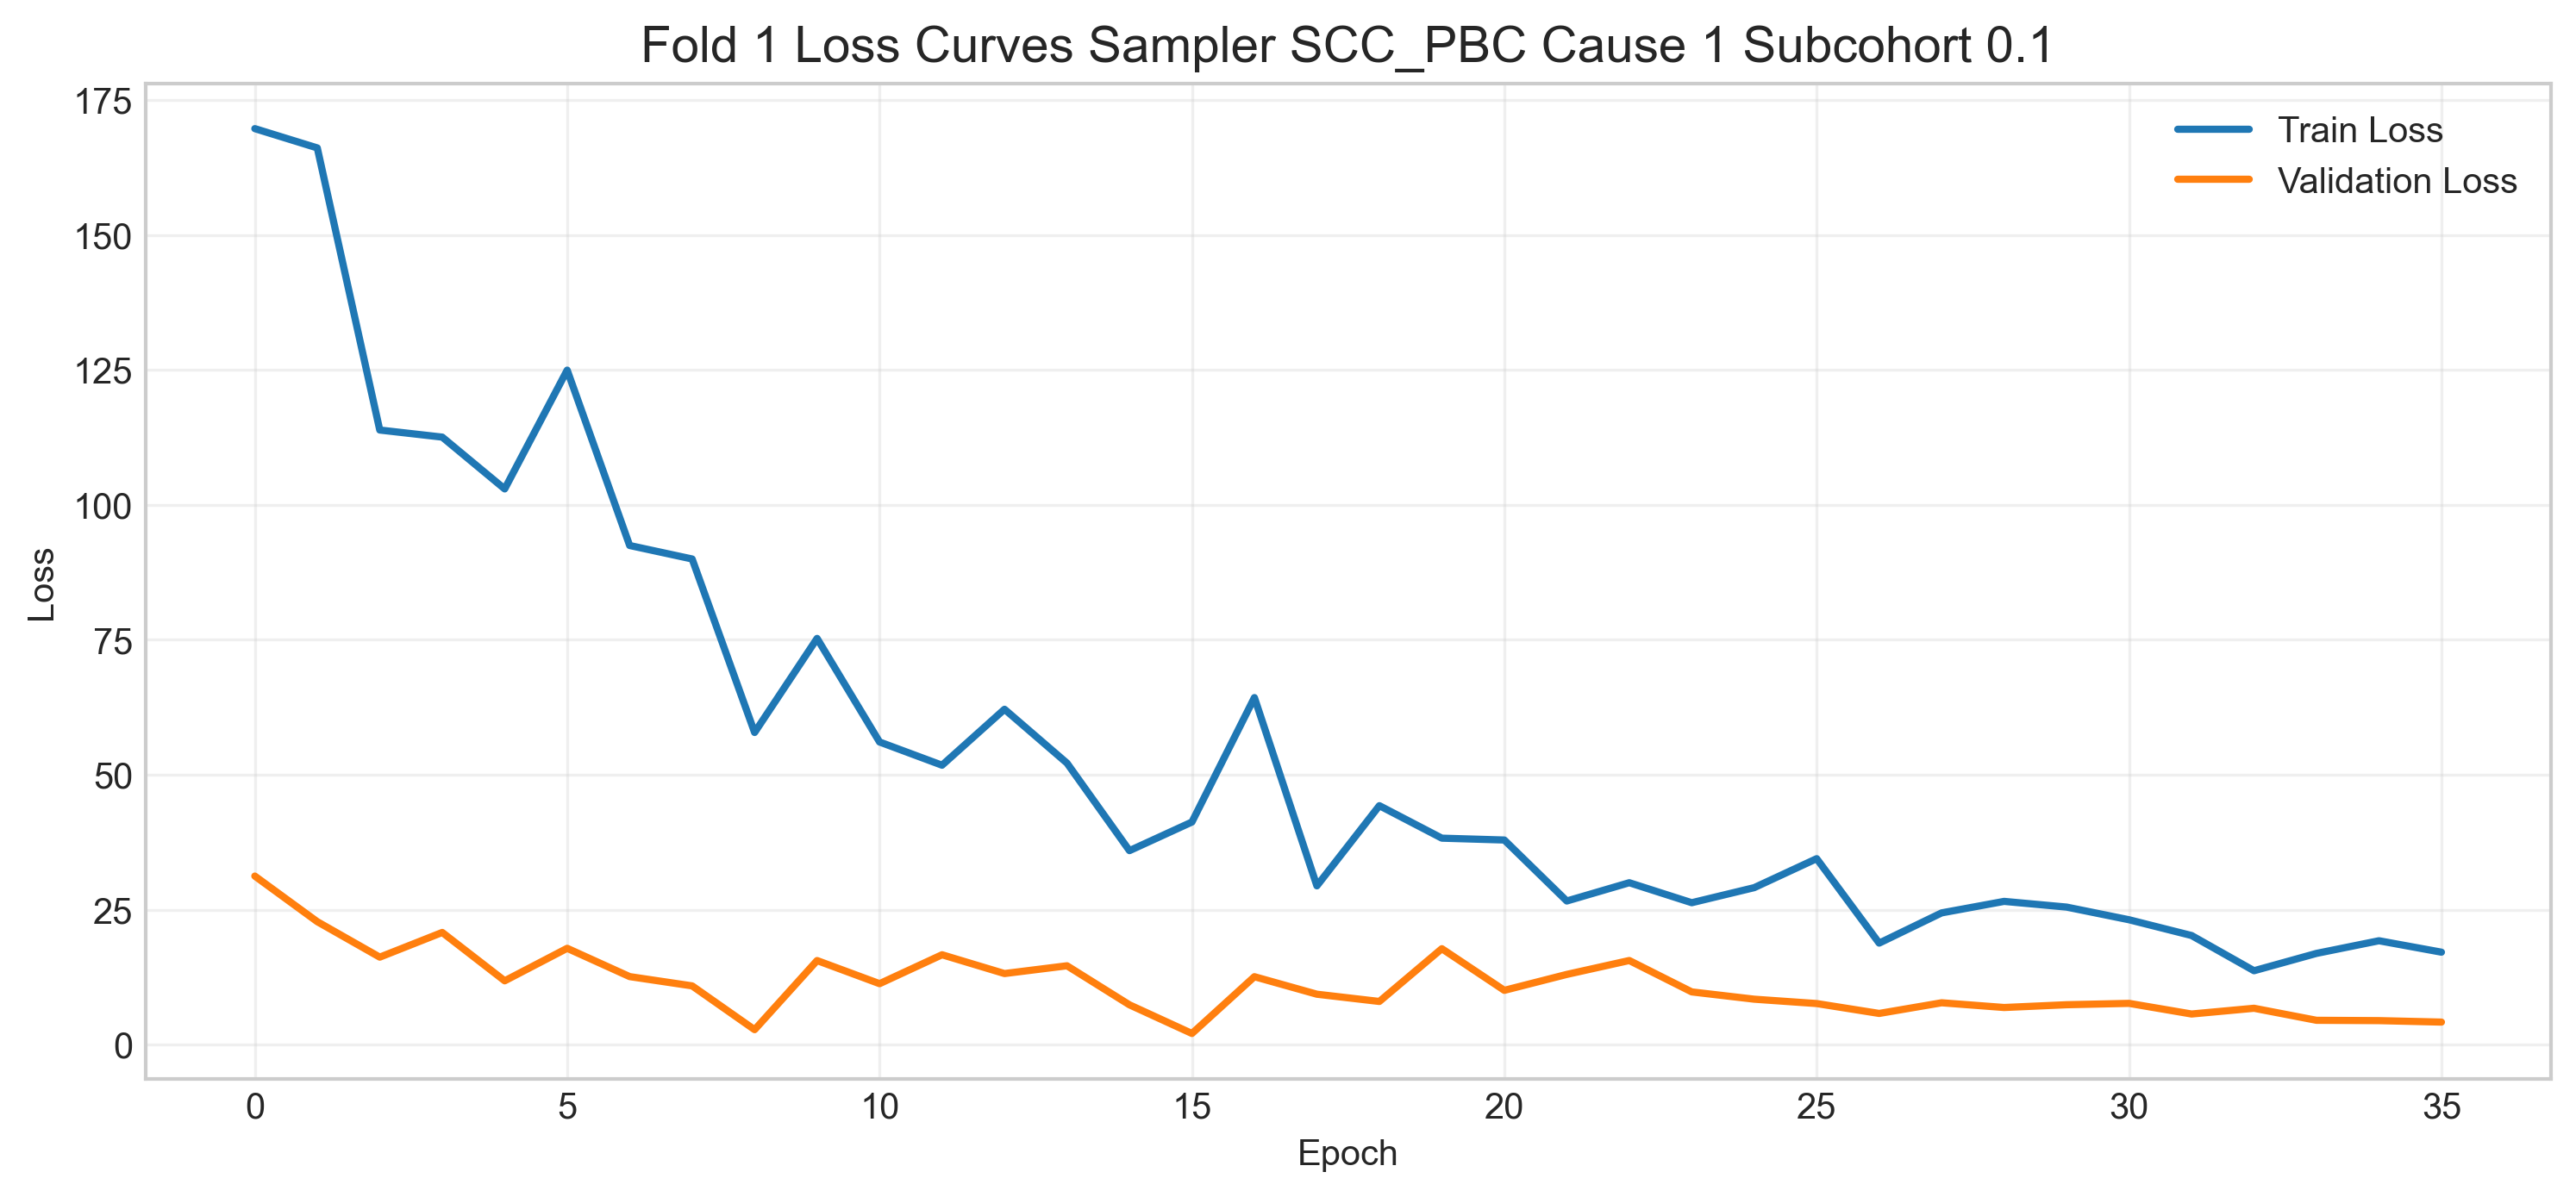 Fold 1 Loss Curves Sampler SCC_PBC Cause 1 Subcohort 0.1
Train Loss
Validation Loss
175
150
125
100
75
50
25
0
Loss
0 5 10 15 20 25 30 35
Epoch